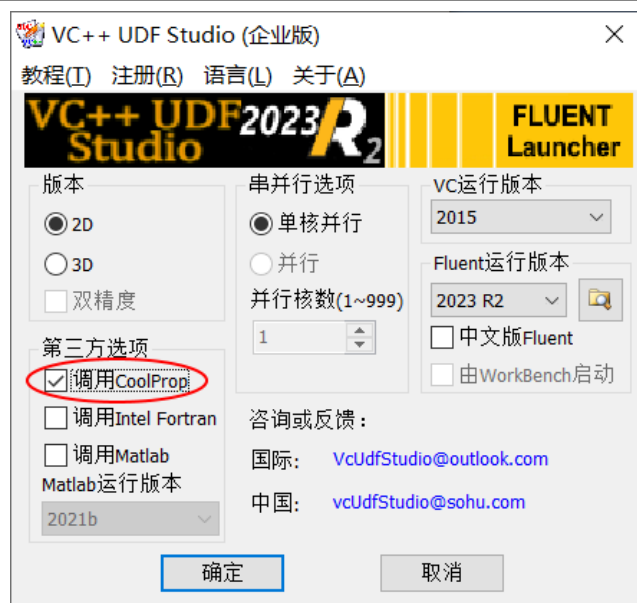 VC++ UDF Studio (企业版)
教程(T) 注册(R) 语言(L) 关于(A)
VC++ UDF 2023 R2 FLUENT
Studio Launcher
版本
2D
3D
双精度
串并行选项
单核并行
并行
并行核数(1~999)
1
VC运行版本
2015
Fluent运行版本
2023 R2
中文版Fluent
由WorkBench启动
第三方选项
调用CoolProp
调用Intel Fortran
调用Matlab
Matlab运行版本
2021b
咨询或反馈：
国际： VcUdfStudio@outlook.com
中国： vcUdfStudio@sohu.com
确定 取消